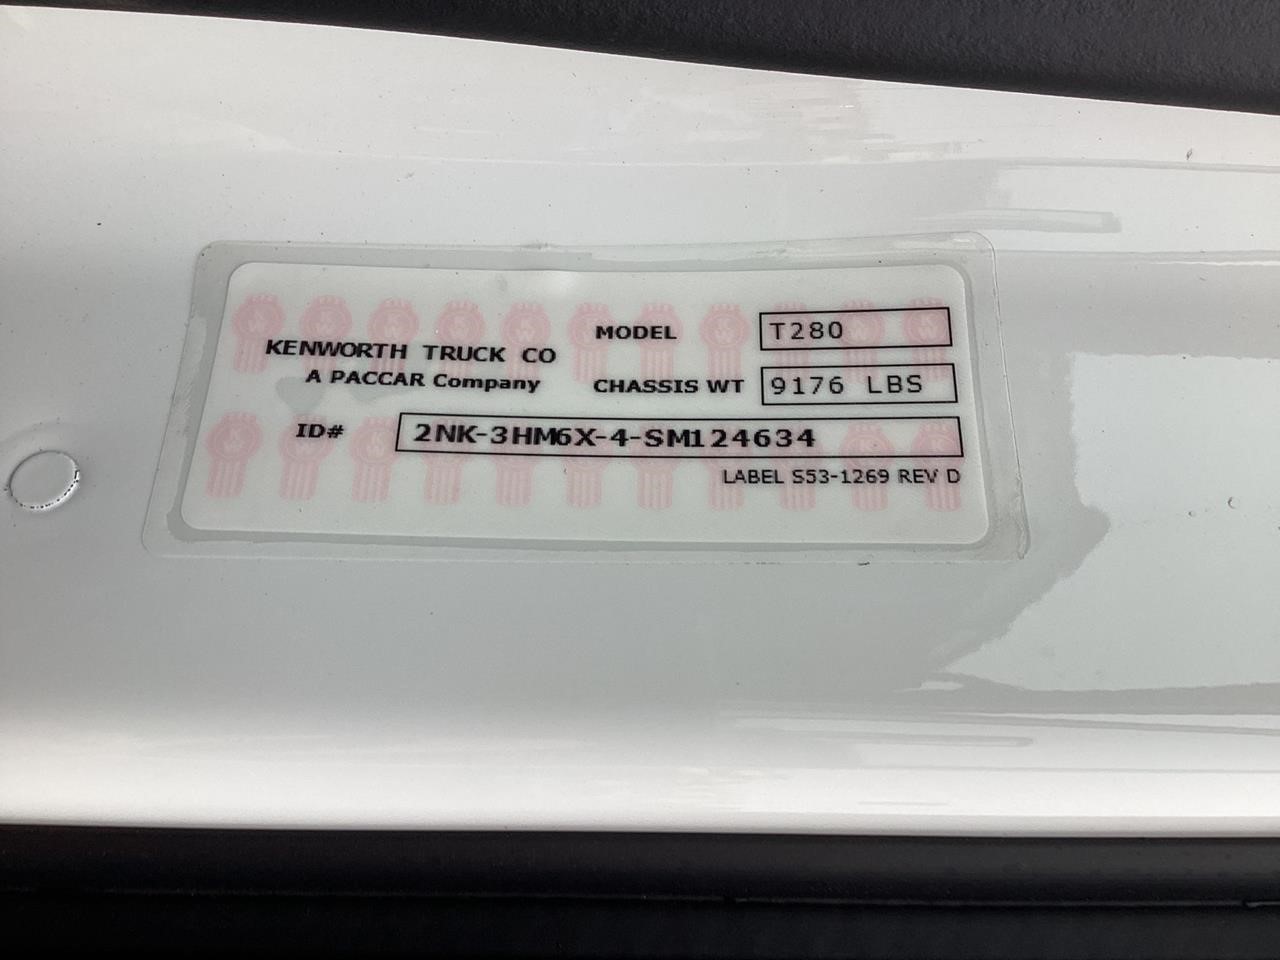 KENWORTH TRUCK CO
A PACCAR Company
MODEL T280
CHASSIS WT 9176 LBS
ID# 2NK-3HM6X-4-SM124634
LABEL S53-1269 REV D